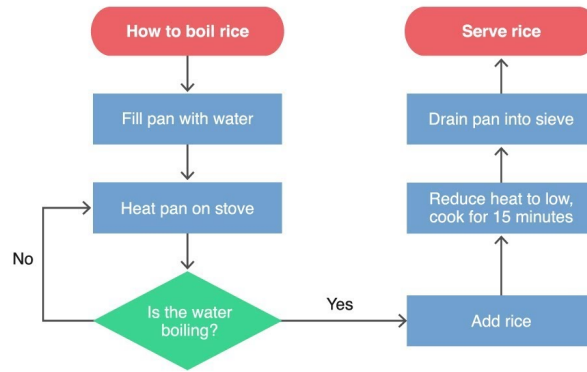 How to boil rice
Fill pan with water
Heat pan on stove
No
Is the water
boiling?
Yes
Add rice
Reduce heat to low,
cook for 15 minutes
Drain pan into sieve
Serve rice